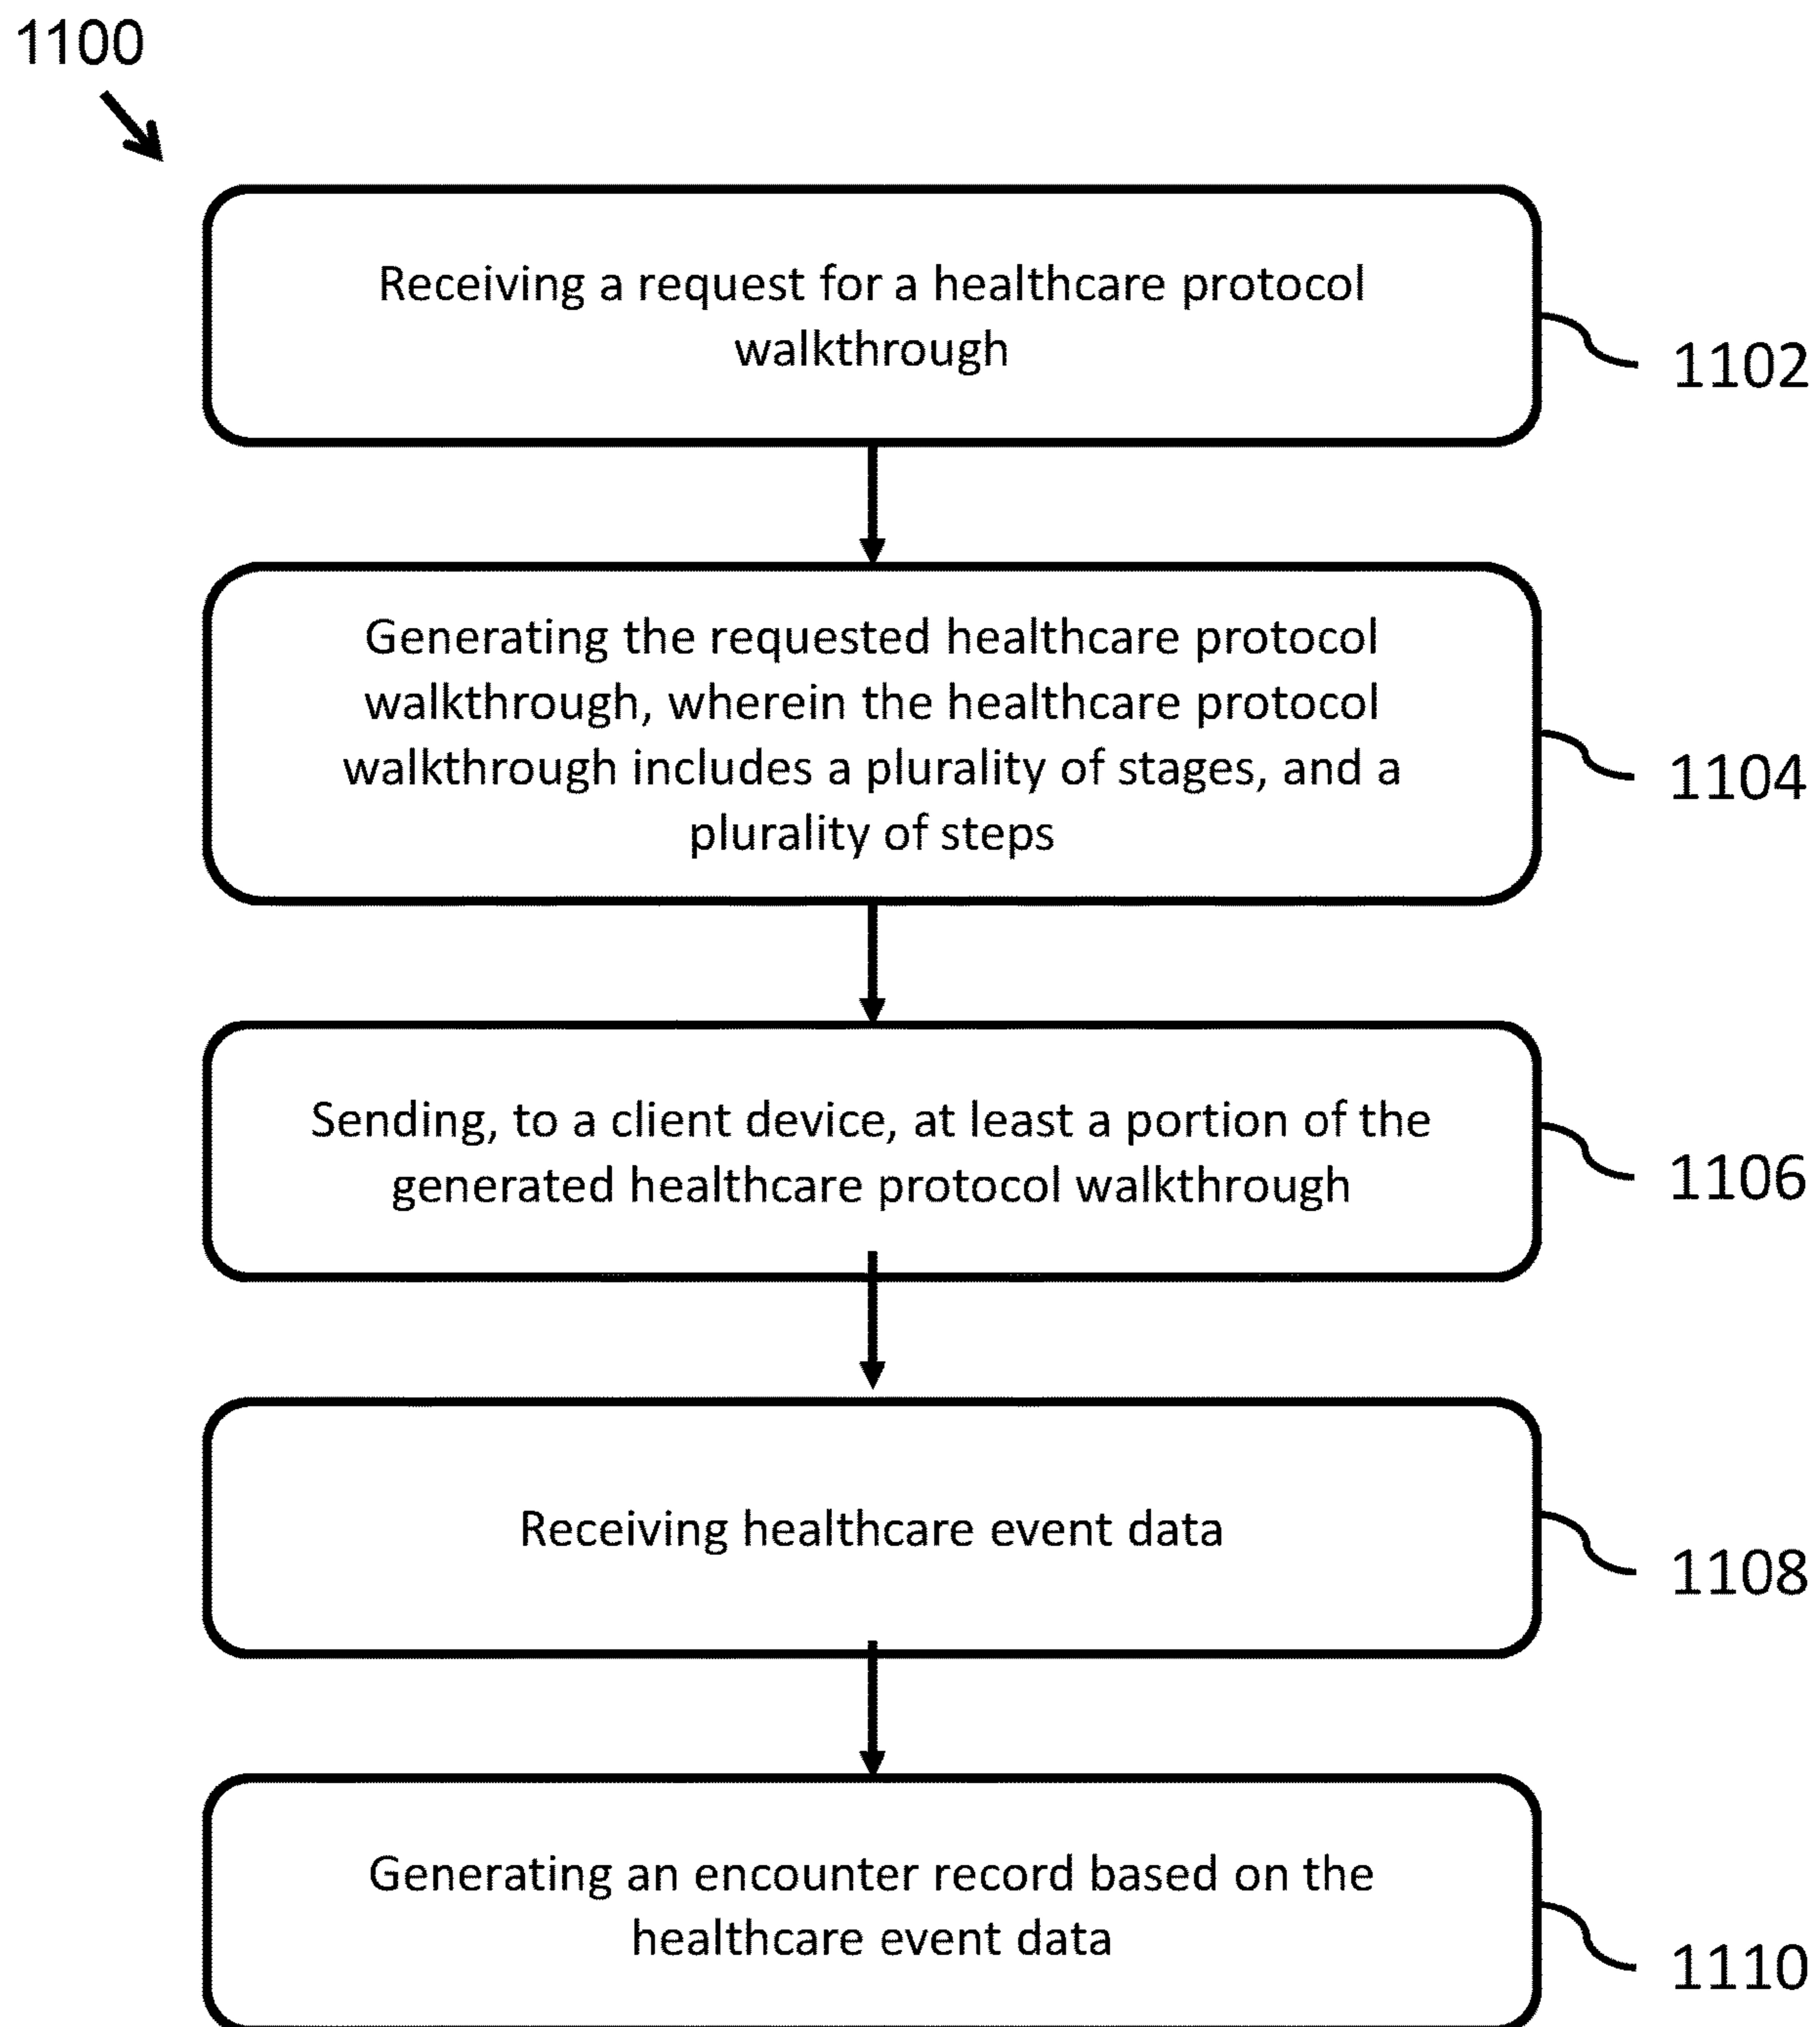 1100
Receiving a request for a healthcare protocol
walkthrough
1102
Generating the requested healthcare protocol
walkthrough, wherein the healthcare protocol
walkthrough includes a plurality of stages, and a
plurality of steps
1104
Sending, to a client device, at least a portion of the
generated healthcare protocol walkthrough
1106
Receiving healthcare event data
1108
Generating an encounter record based on the
healthcare event data
1110